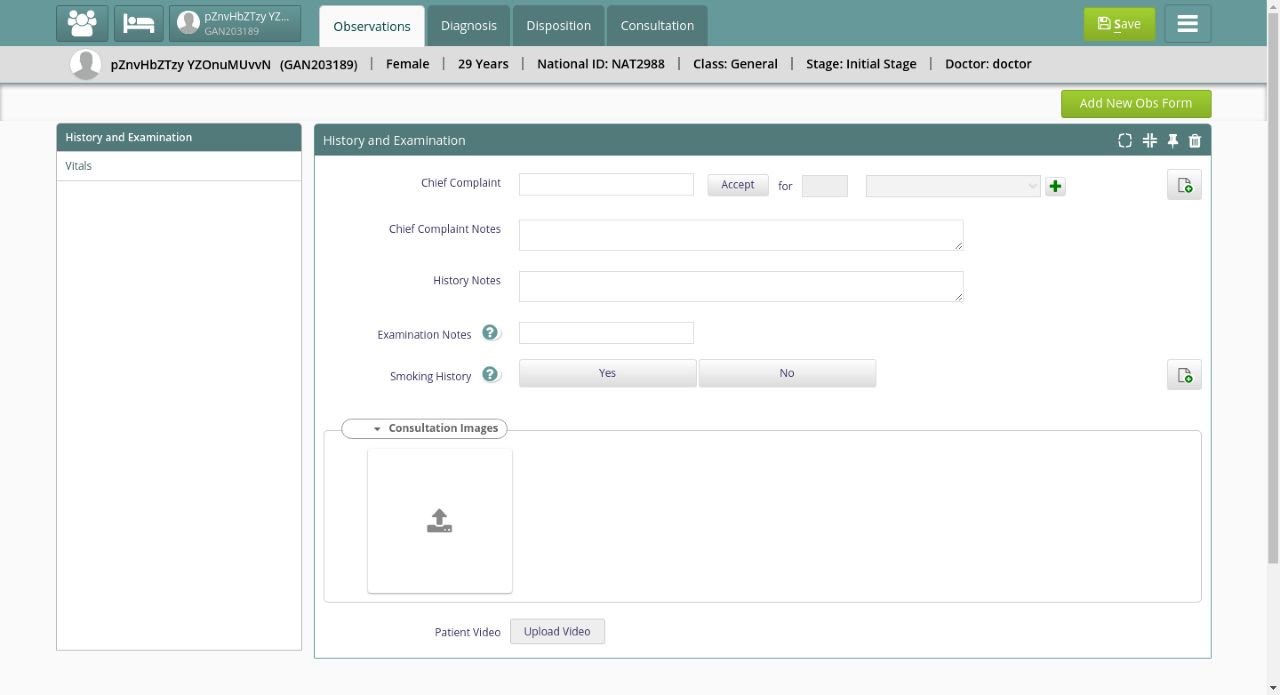 pZnvHbZTzy YZ...
GAN203189
Observations
Diagnosis
Disposition
Consultation
Save
pZnvHbZTzy YZOnuMUvvN (GAN203189) | Female | 29 Years | National ID: NAT2988 | Class: General | Stage: Initial Stage | Doctor: doctor
Add New Obs Form
History and Examination
Vitals
History and Examination
Chief Complaint
Accept
for
Chief Complaint Notes
History Notes
Examination Notes ?
Smoking History ?
Yes
No
Consultation Images
Patient Video
Upload Video